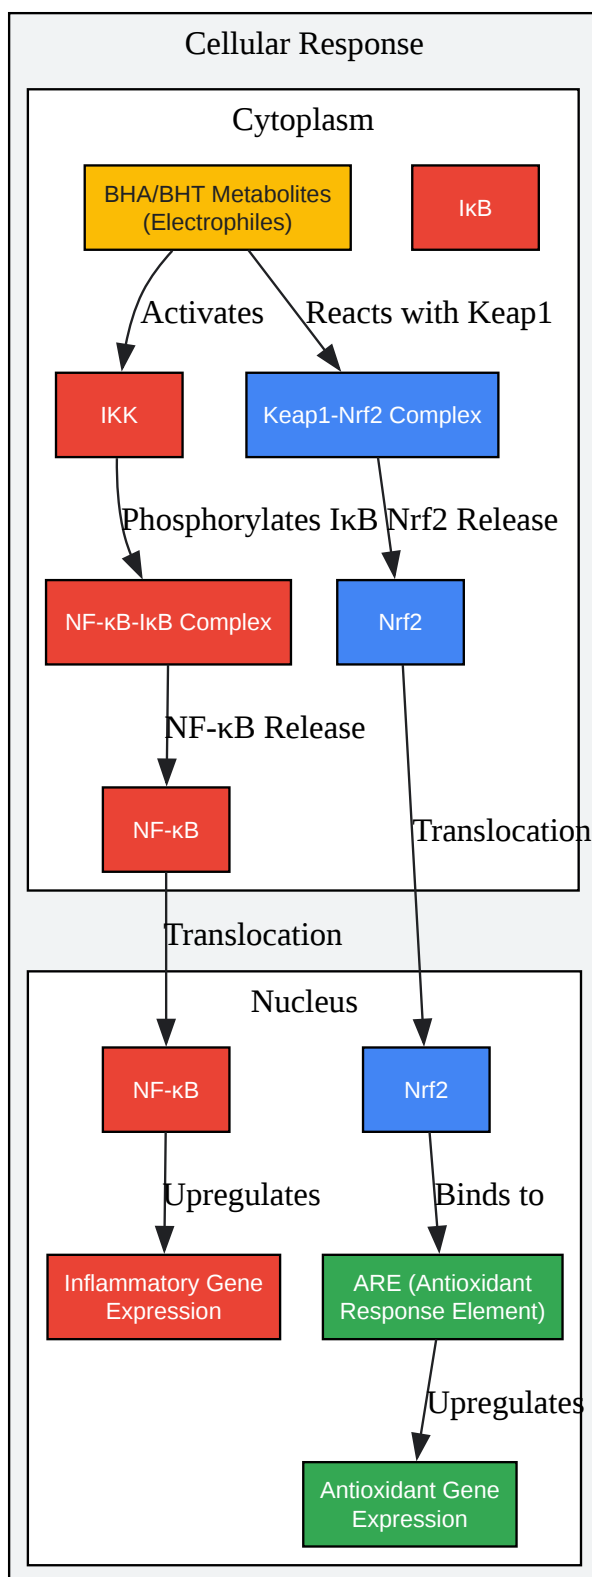 Cellular Response
Cytoplasm
BHA/BHT Metabolites
(Electrophiles)
IκB
Activates
Reacts with Keap1
IKK
Keap1-Nrf2 Complex
Phosphorylates IκB
Nrf2 Release
NF-κB-IκB Complex
Nrf2
NF-κB Release
NF-κB
Translocation
Translocation
Nucleus
NF-κB
Nrf2
Upregulates
Binds to
Inflammatory Gene
Expression
ARE (Antioxidant
Response Element)
Upregulates
Antioxidant Gene
Expression